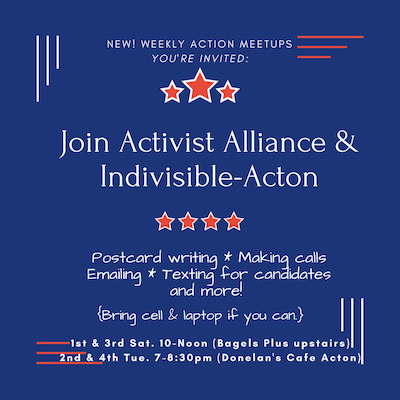 NEW! WEEKLY ACTION MEETUPS
YOU'RE INVITED:
Join Activist Alliance &
Indivisible-Acton
Postcard writing * Making calls
Emailing * Texting for candidates
and more!
{Bring cell & laptop if you can.}
1st & 3rd Sat. 10-Noon (Bagels Plus upstairs)
2nd & 4th Tue. 7-8:30pm (Donelan's Cafe Acton)